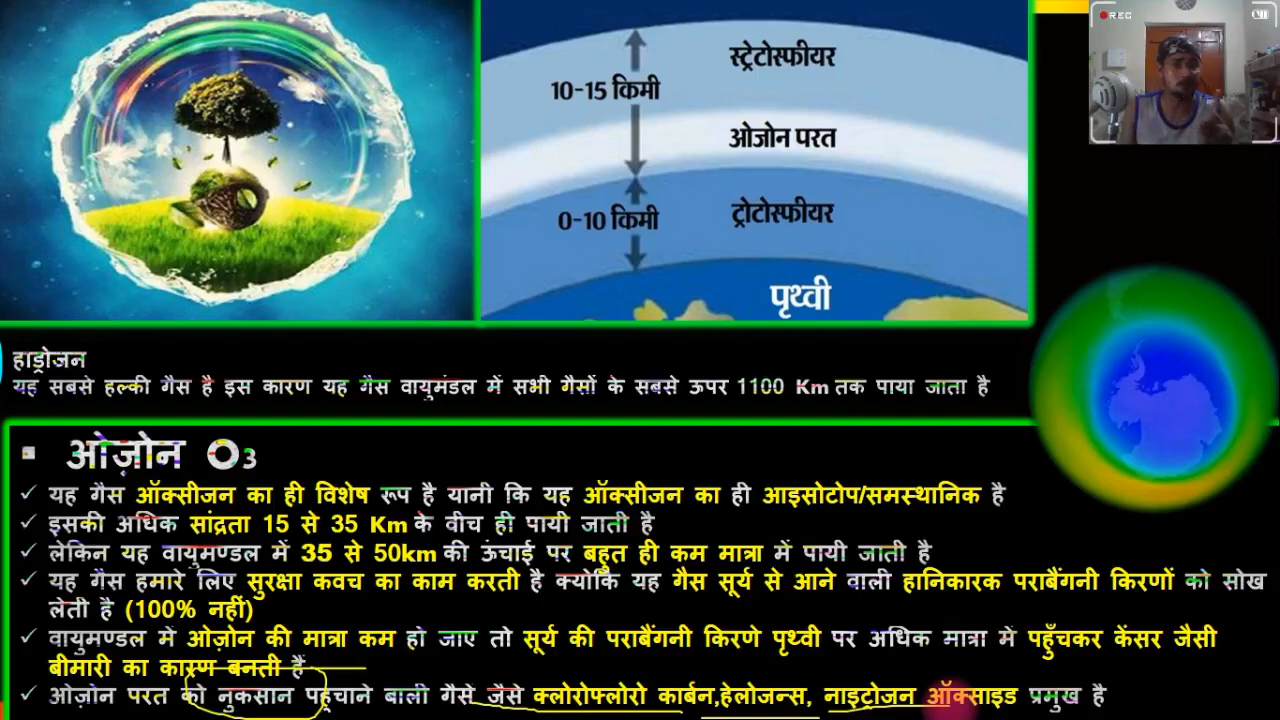 REC
स्ट्रेटोस्फीयर
10-15 किमी
ओजोन परत
0-10 किमी
ट्रोटोस्फीयर
पृथ्वी
हाड्रोजन
यह सबसे हल्की गैस है इस कारण यह गैस वायुमंडल में सभी गैसों के सबसे ऊपर 1100 Km तक पाया जाता है
▪ ओज़ोन O₃
✓ यह गैस ऑक्सीजन का ही विशेष रूप है यानी कि यह ऑक्सीजन का ही आइसोटोप/समस्थानिक है
✓ इसकी अधिक सांद्रता 15 से 35 Km के वीच ही पायी जाती है
✓ लेकिन यह वायुमण्डल में 35 से 50km की ऊंचाई पर बहुत ही कम मात्रा में पायी जाती है
✓ यह गैस हमारे लिए सुरक्षा कवच का काम करती है क्योकि यह गैस सूर्य से आने वाली हानिकारक पराबैंगनी किरणों को सोख
लेती है (100% नहीं)
✓ वायुमण्डल में ओज़ोन की मात्रा कम हो जाए तो सूर्य की पराबैंगनी किरणे पृथ्वी पर अधिक मात्रा में पहुँचकर केंसर जैसी
बीमारी का कारण बनती हैं
✓ ओज़ोन परत को नुकसान पहुचाने बाली गैसें जैसे क्लोरोफ्लोरो कार्बन,हेलोजन्स, नाइट्रोजन ऑक्साइड प्रमुख है